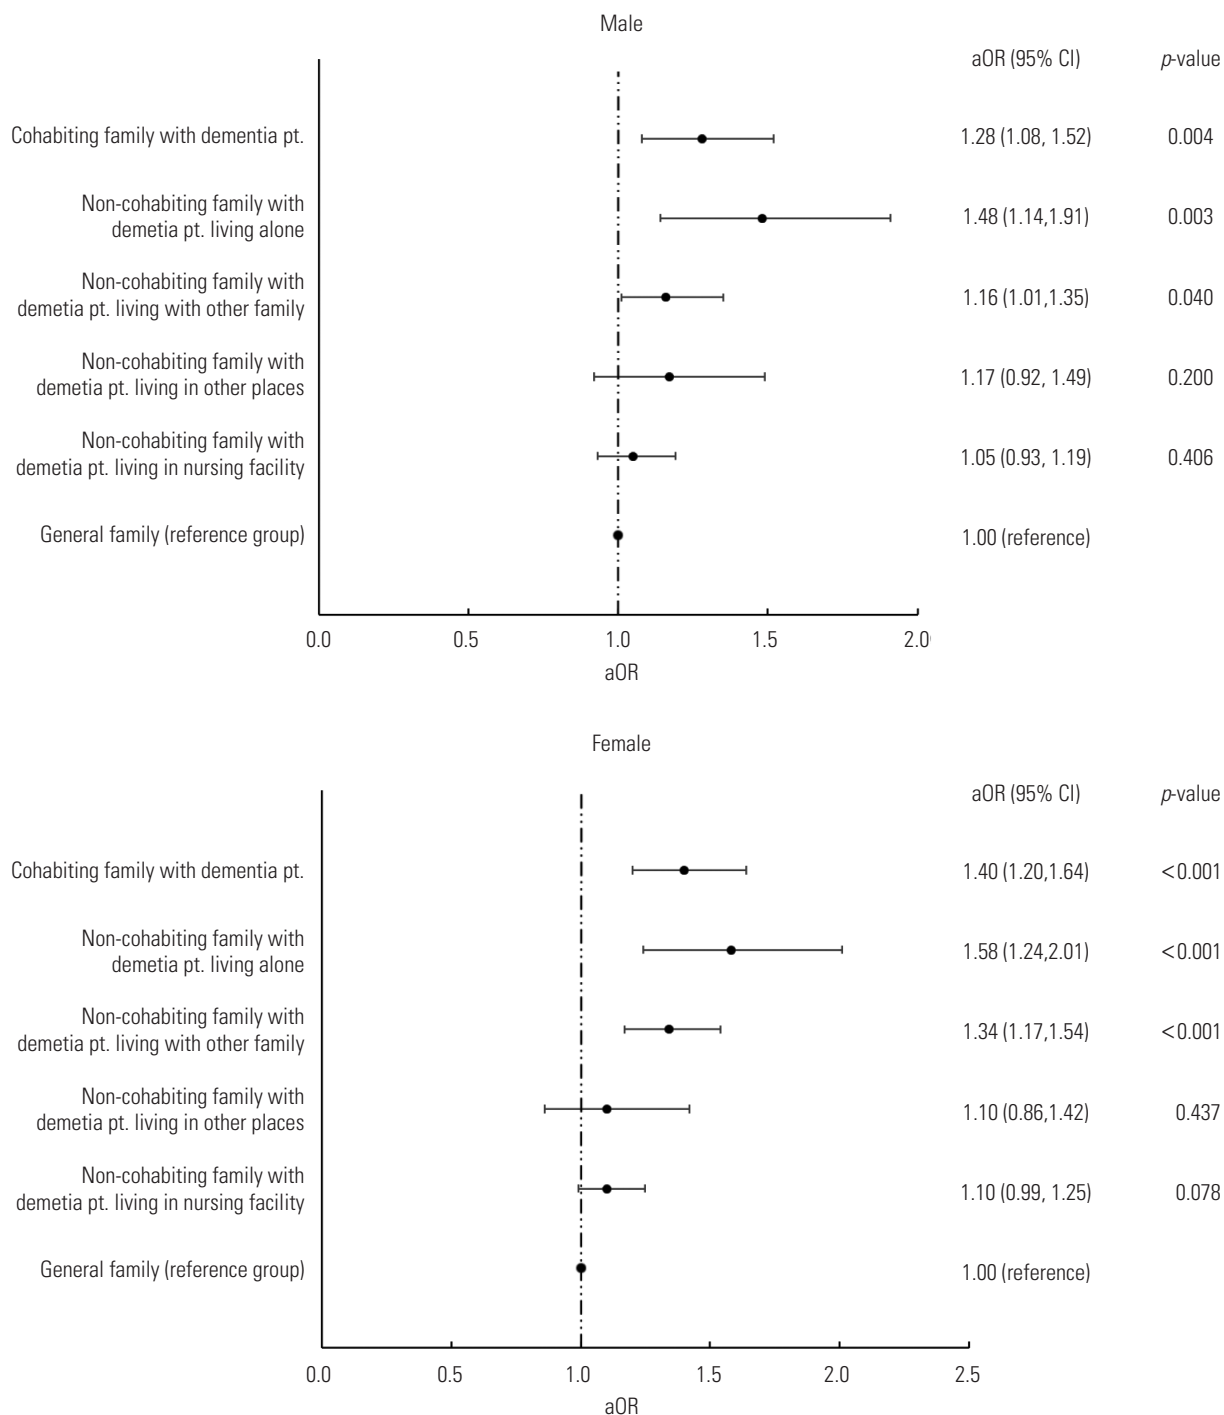 Male
aOR (95% CI) p-value
Cohabiting family with dementia pt. 1.28 (1.08, 1.52) 0.004
Non-cohabiting family with
demetia pt. living alone 1.48 (1.14,1.91) 0.003
Non-cohabiting family with
demetia pt. living with other family 1.16 (1.01,1.35) 0.040
Non-cohabiting family with
demetia pt. living in other places 1.17 (0.92, 1.49) 0.200
Non-cohabiting family with
demetia pt. living in nursing facility 1.05 (0.93, 1.19) 0.406
General family (reference group) 1.00 (reference)
0.0 0.5 1.0 1.5 2.0
aOR
Female
aOR (95% CI) p-value
Cohabiting family with dementia pt. 1.40 (1.20,1.64) <0.001
Non-cohabiting family with
demetia pt. living alone 1.58 (1.24,2.01) <0.001
Non-cohabiting family with
demetia pt. living with other family 1.34 (1.17,1.54) <0.001
Non-cohabiting family with
demetia pt. living in other places 1.10 (0.86,1.42) 0.437
Non-cohabiting family with
demetia pt. living in nursing facility 1.10 (0.99, 1.25) 0.078
General family (reference group) 1.00 (reference)
0.0 0.5 1.0 1.5 2.0 2.5
aOR